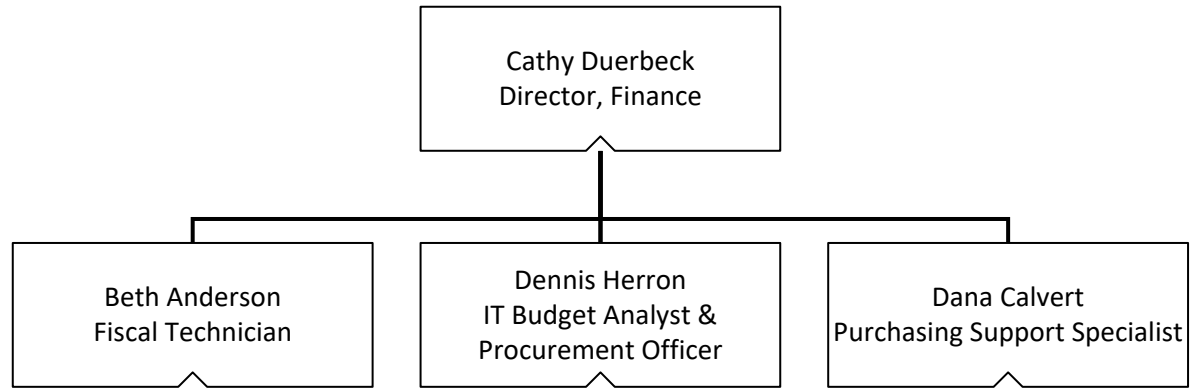 Cathy Duerbeck
Director, Finance
Beth Anderson
Fiscal Technician
Dennis Herron
IT Budget Analyst &
Procurement Officer
Dana Calvert
Purchasing Support Specialist